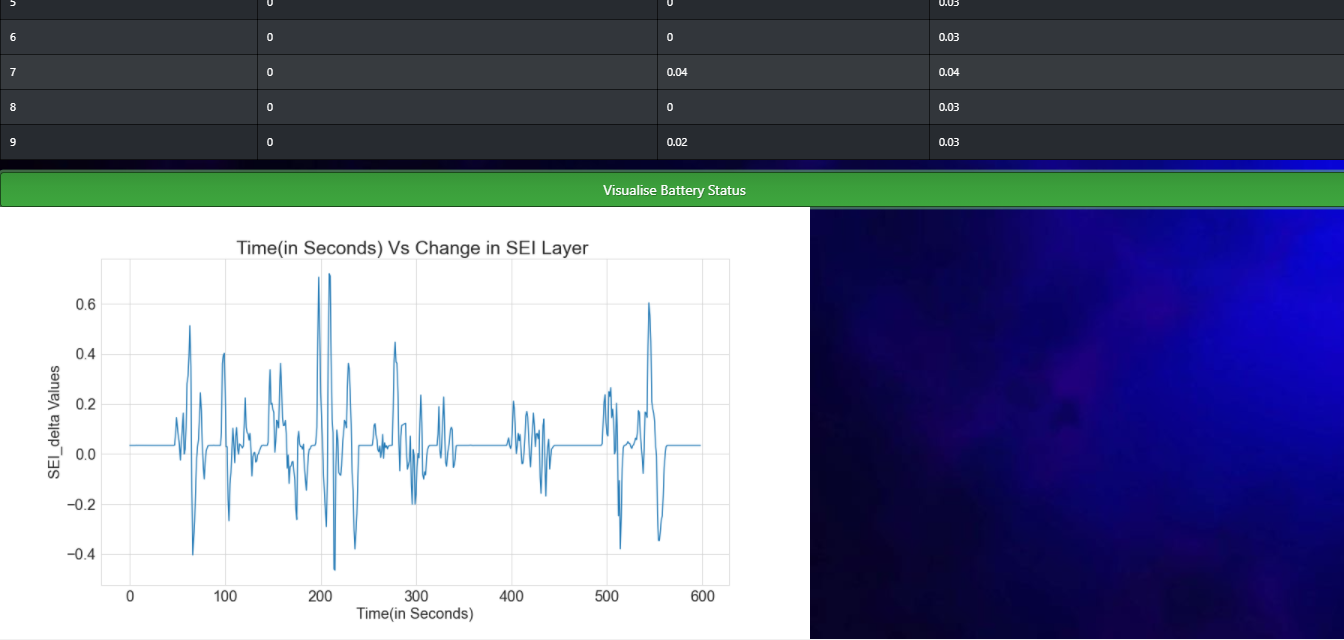 5 0 0 0.03
6 0 0 0.03
7 0 0.04 0.04
8 0 0 0.03
9 0 0.02 0.03
Visualise Battery Status
Time(in Seconds) Vs Change in SEI Layer
0.6
0.4
0.2
0.0
−0.2
−0.4
SEI_delta Values
0 100 200 300 400 500 600
Time(in Seconds)